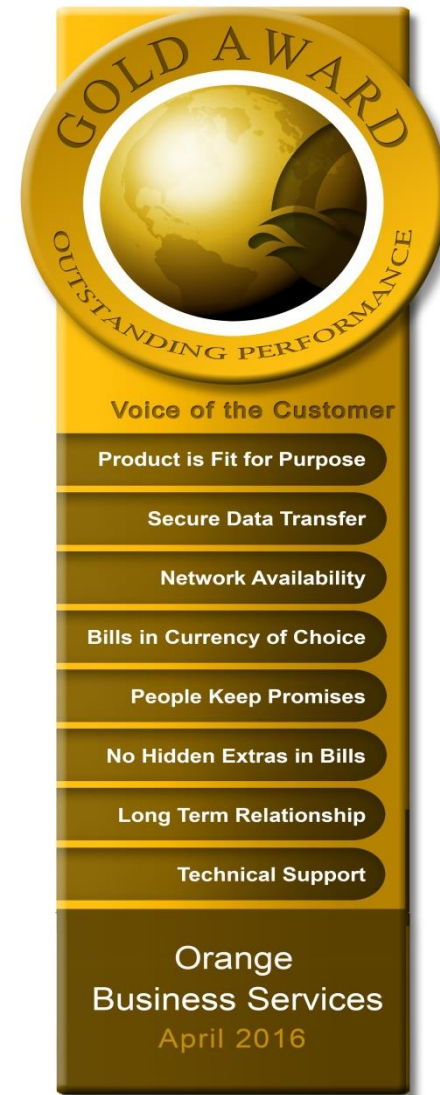 GOLD AWARD
OUTSTANDING PERFORMANCE
Voice of the Customer
Product is Fit for Purpose
Secure Data Transfer
Network Availability
Bills in Currency of Choice
People Keep Promises
No Hidden Extras in Bills
Long Term Relationship
Technical Support
Orange
Business Services
April 2016